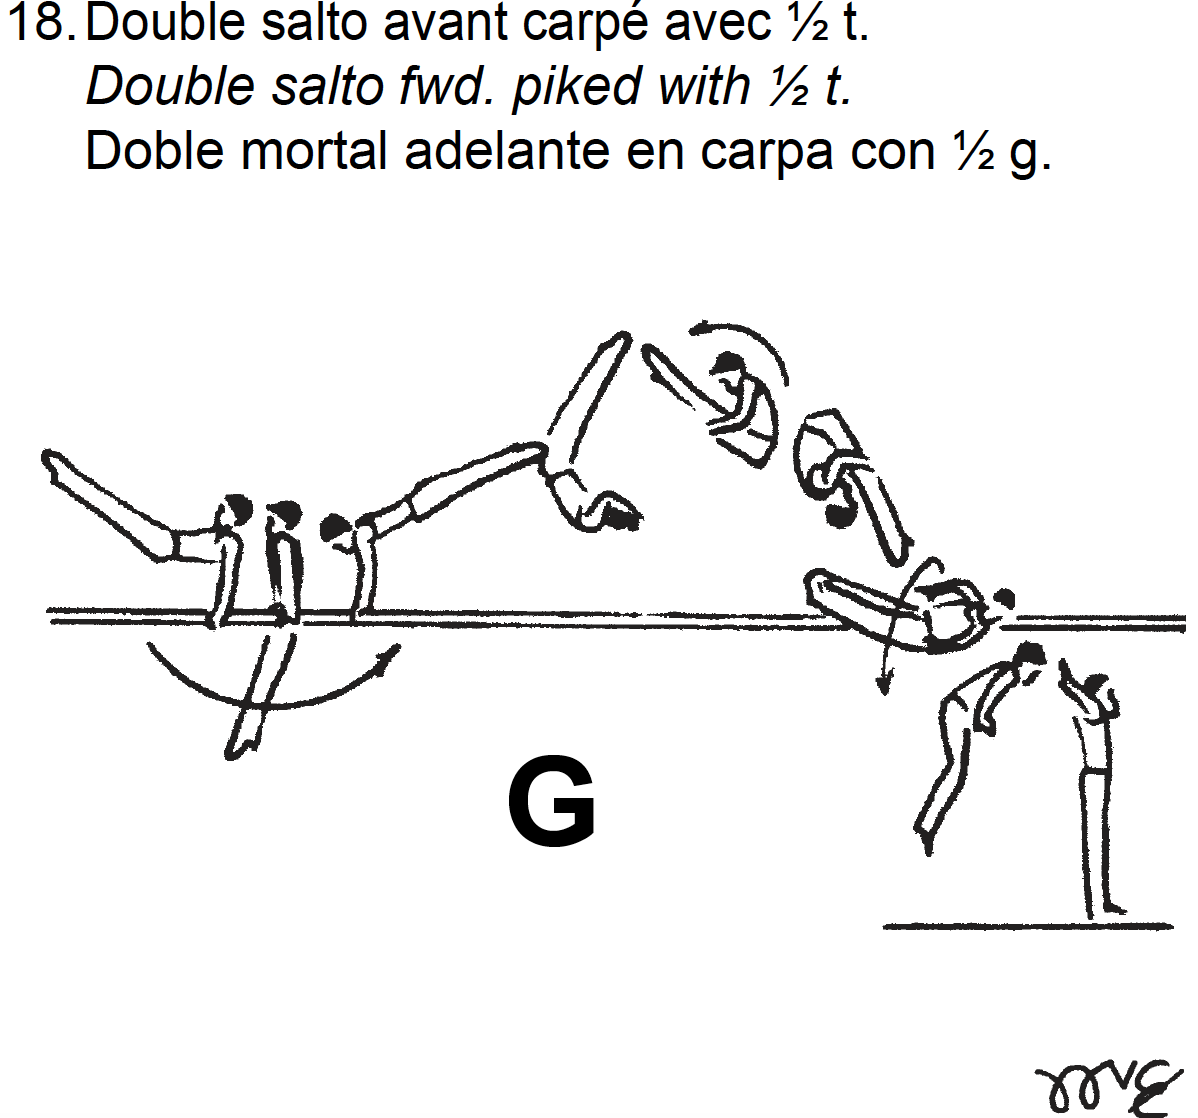 18. Double salto avant carpé avec ½ t.
Double salto fwd. piked with ½ t.
Doble mortal adelante en carpa con ½ g.
G